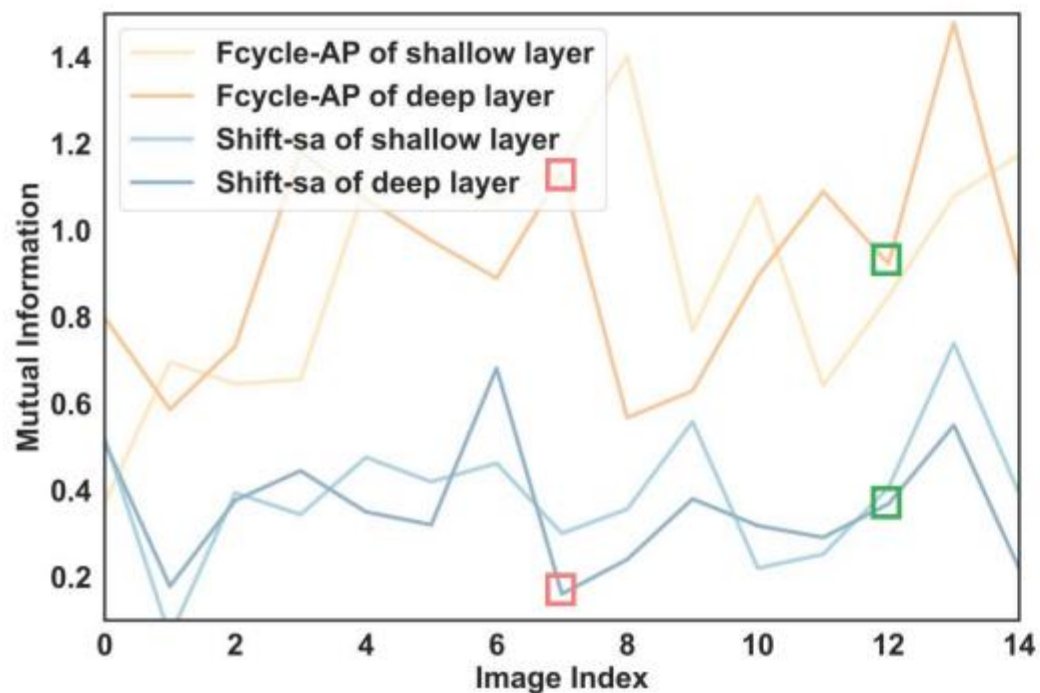 1.4
1.2
1.0
0.8
0.6
0.4
0.2
Mutual Information
Fcycle-AP of shallow layer
Fcycle-AP of deep layer
Shift-sa of shallow layer
Shift-sa of deep layer
0 2 4 6 8 10 12 14
Image Index